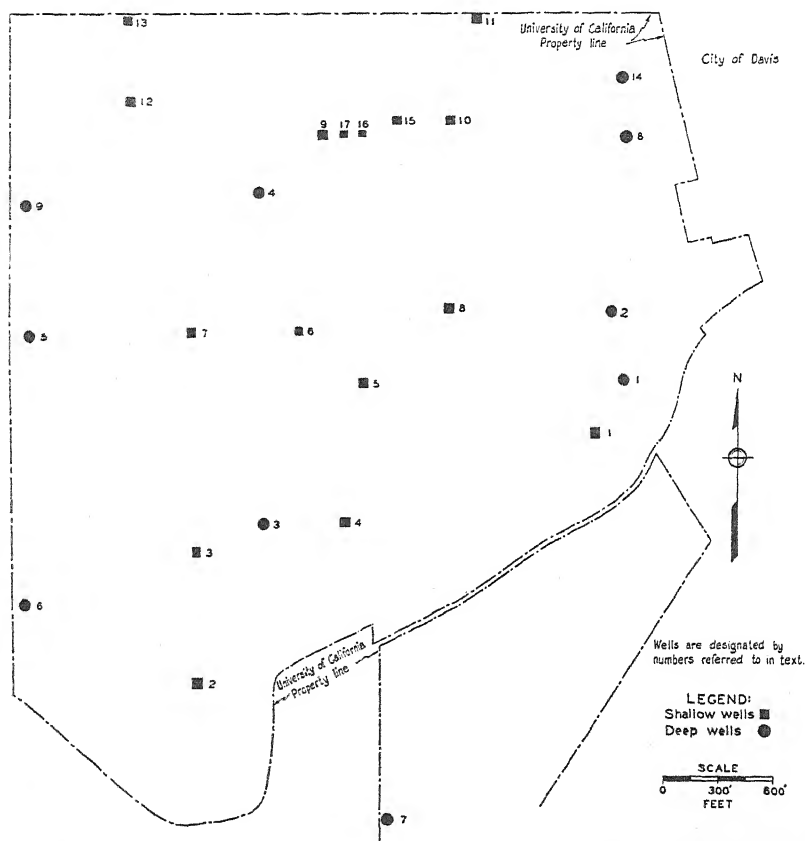 13
11
University of California
Property line
City of Davis
14
12
9 17 16 15 10
8
4
9
8
2
7
6
5
5
1
1
3
4
3
6
University of California
Property line
2
N
Wells are designated by
numbers referred to in text.
LEGEND:
Shallow wells
Deep wells
SCALE
0 300' 600'
FEET
7